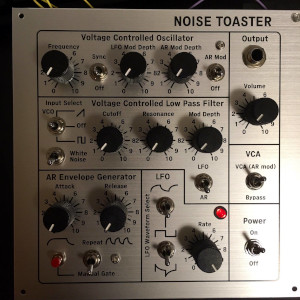 NOISE TOASTER
Voltage Controlled Oscillator
Output
Frequency
Sync
LFO Mod Depth
AR Mod Depth
AR Mod
Off
Off
Volume
Input Select
VCO
Off
White
Noise
Voltage Controlled Low Pass Filter
Cutoff
Resonance
Mod Depth
LFO
AR
VCA
VCA (AR mod)
Bypass
AR Envelope Generator
Attack
Release
Repeat
Manual Gate
LFO
LFO Waveform Select
Rate
Power
On
Off